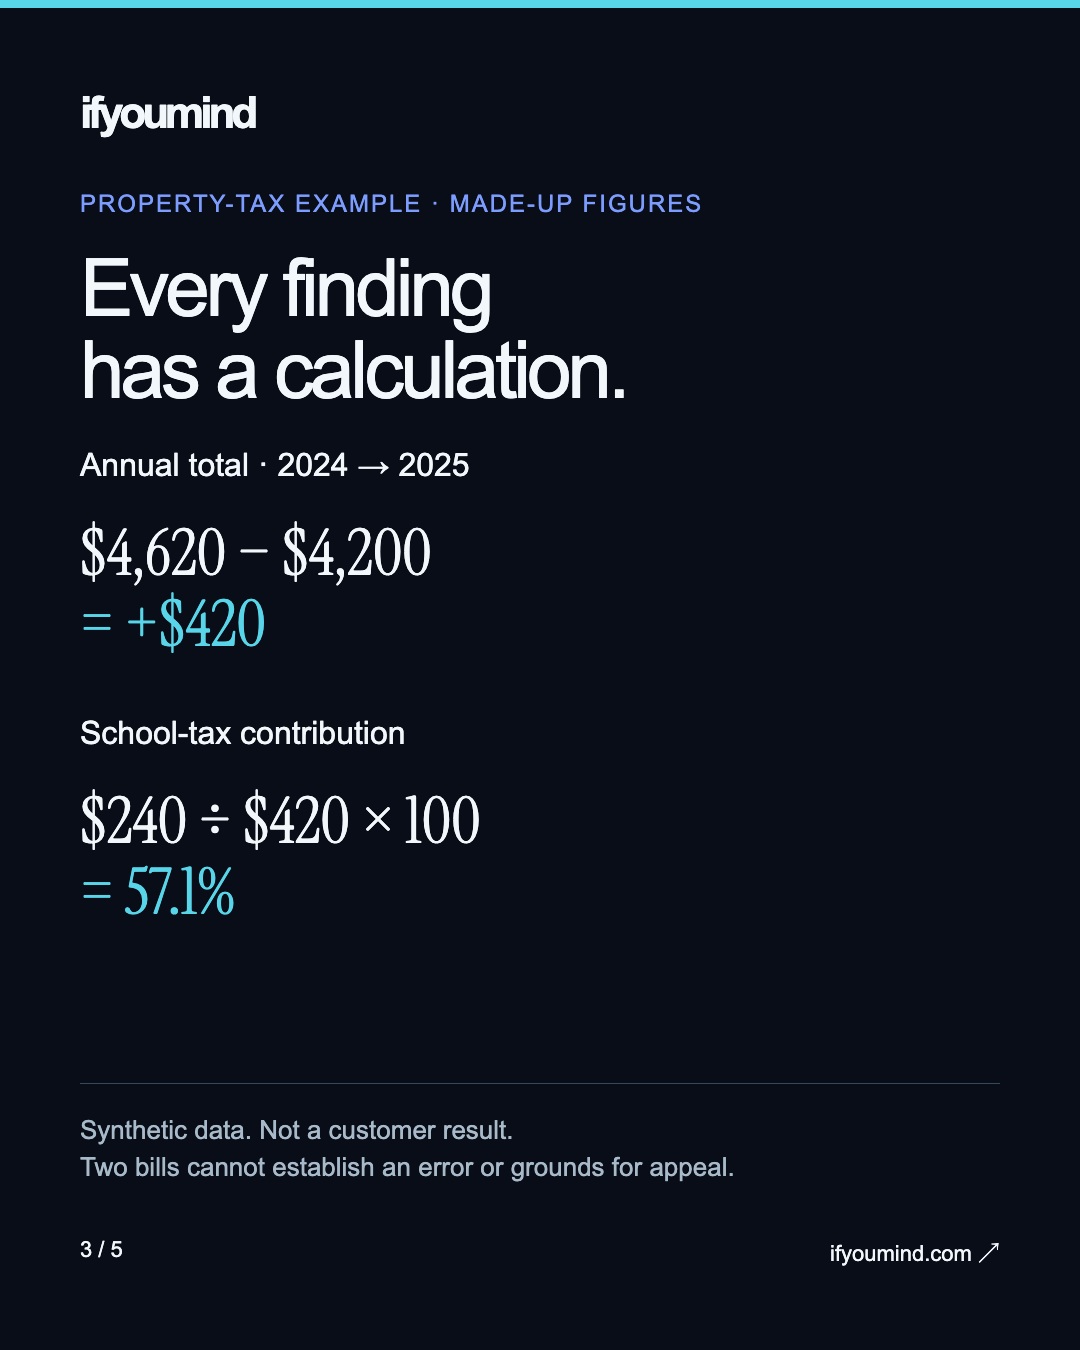 ifyoumind
PROPERTY-TAX EXAMPLE · MADE-UP FIGURES
Every finding
has a calculation.
Annual total · 2024 → 2025
$4,620 − $4,200
= +$420
School-tax contribution
$240 ÷ $420 × 100
= 57.1%
Synthetic data. Not a customer result.
Two bills cannot establish an error or grounds for appeal.
3 / 5
ifyoumind.com ↗